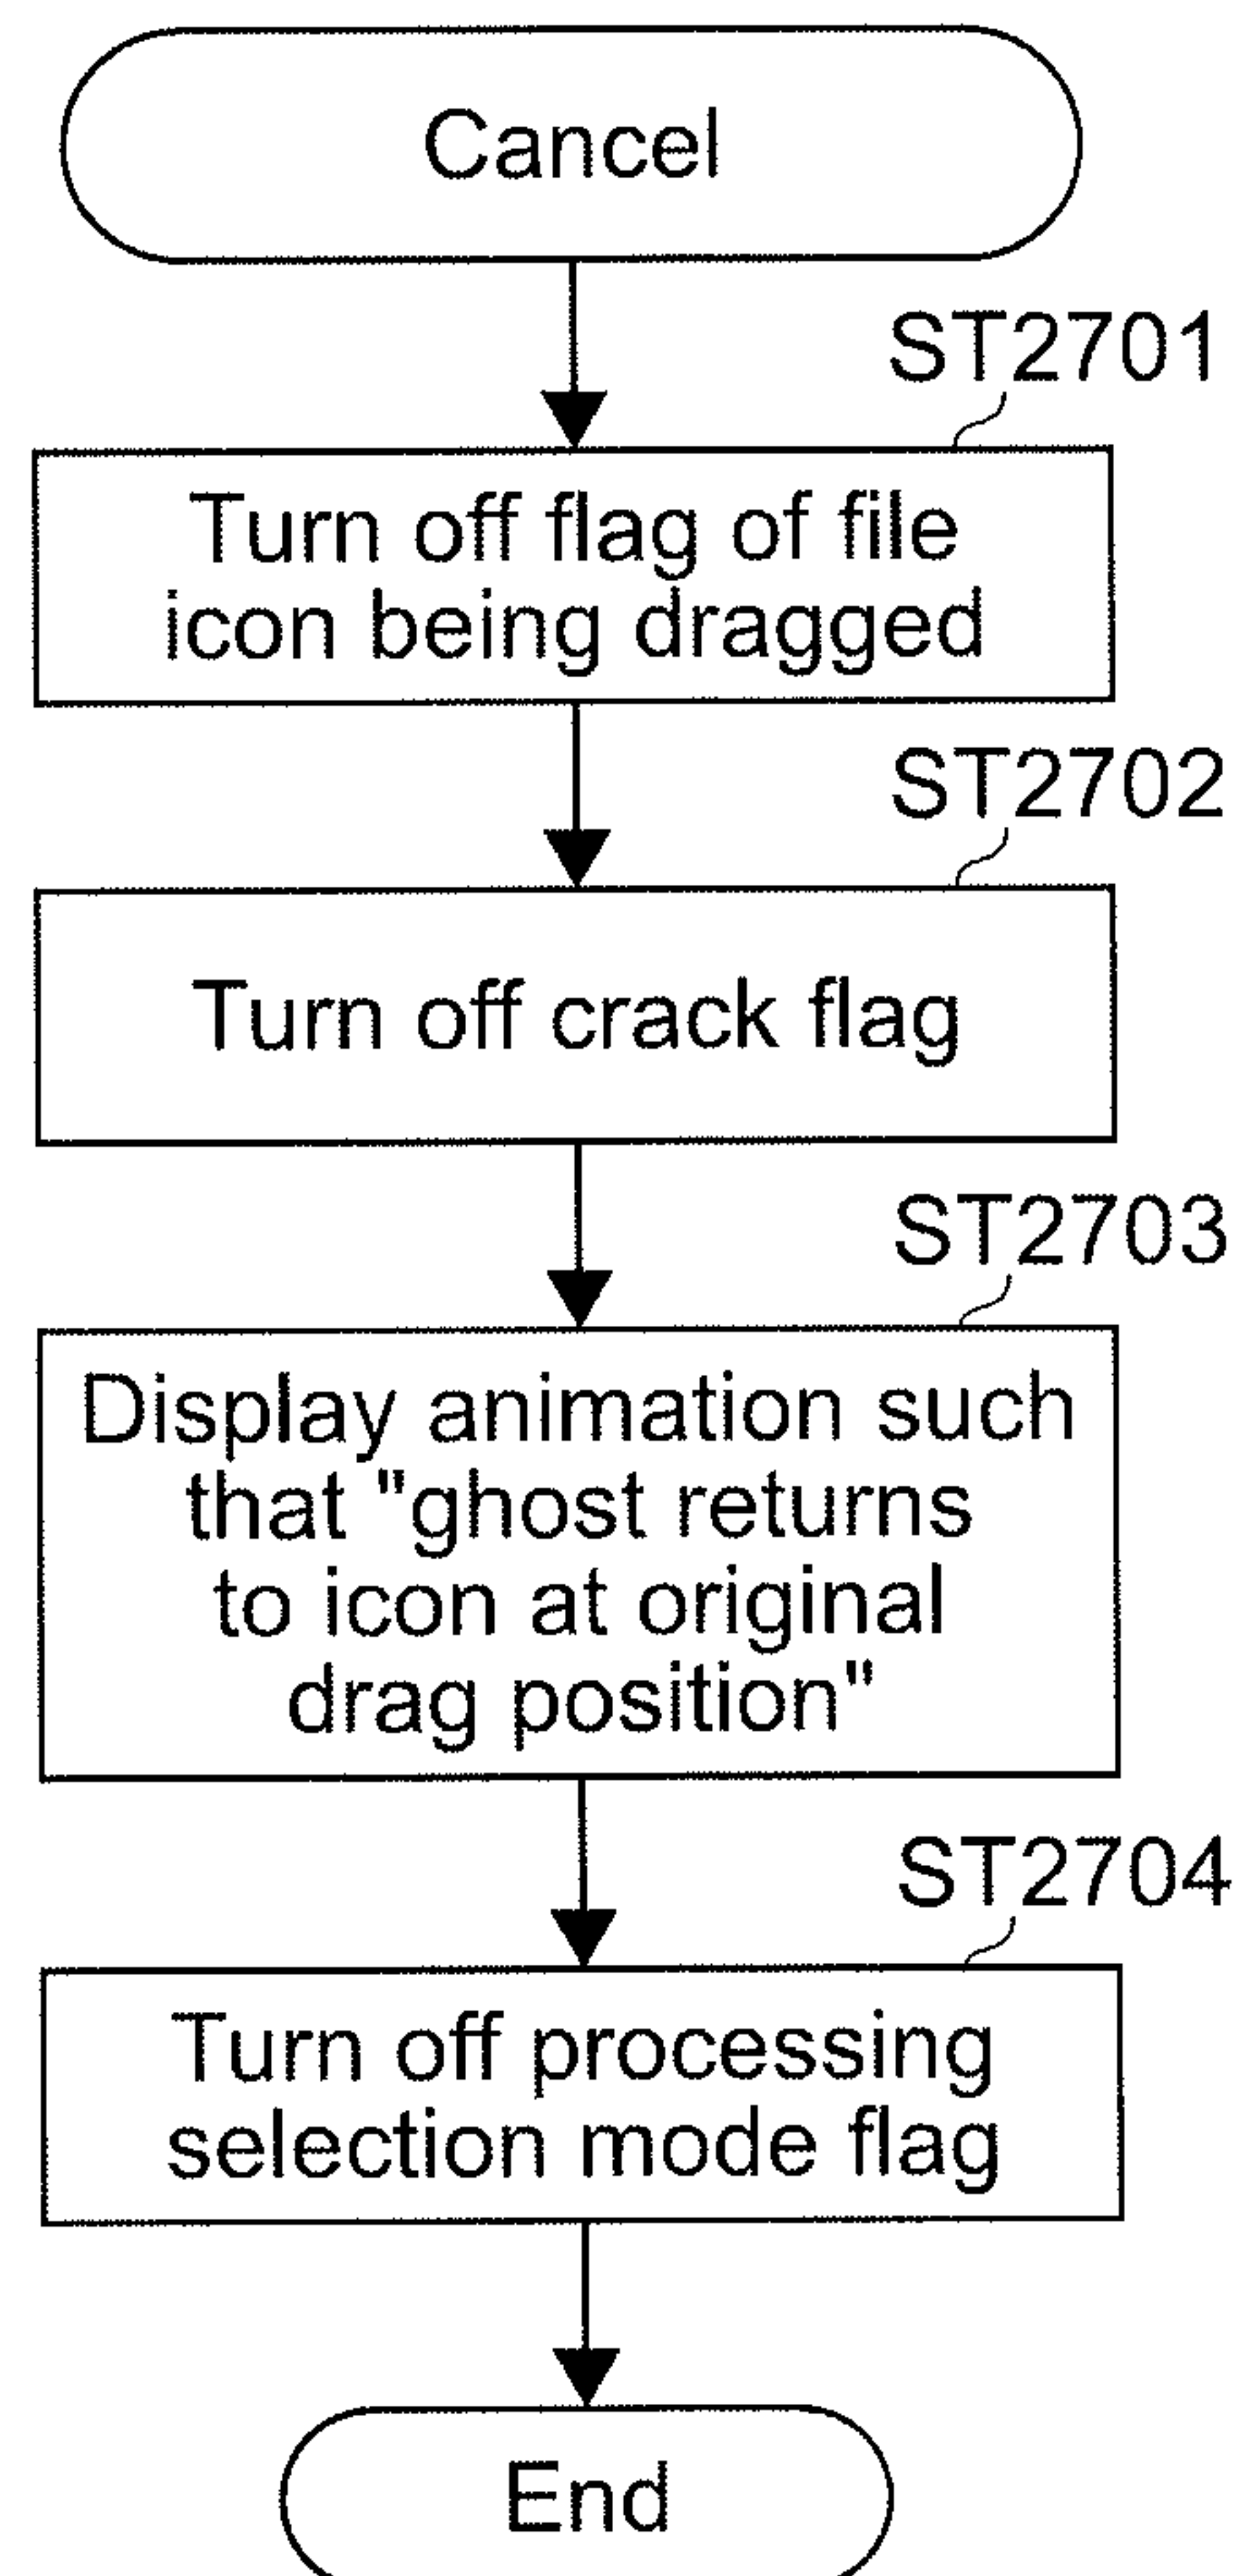 Cancel
ST2701
Turn off flag of file
icon being dragged
ST2702
Turn off crack flag
ST2703
Display animation such
that "ghost returns
to icon at original
drag position"
ST2704
Turn off processing
selection mode flag
End